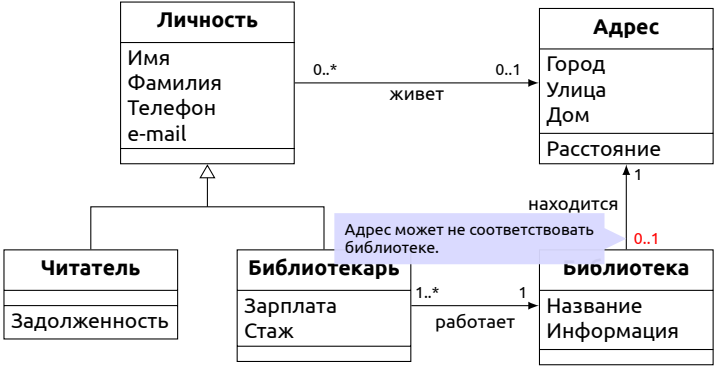 Личность
Имя
Фамилия
Телефон
e-mail
0..*
0..1
живет
Адрес
Город
Улица
Дом
Расстояние
1
находится
0..1
Адрес может не соответствовать
библиотеке.
Читатель
Задолженность
Библиотекарь
Зарплата
Стаж
1..*
1
работает
Библиотека
Название
Информация